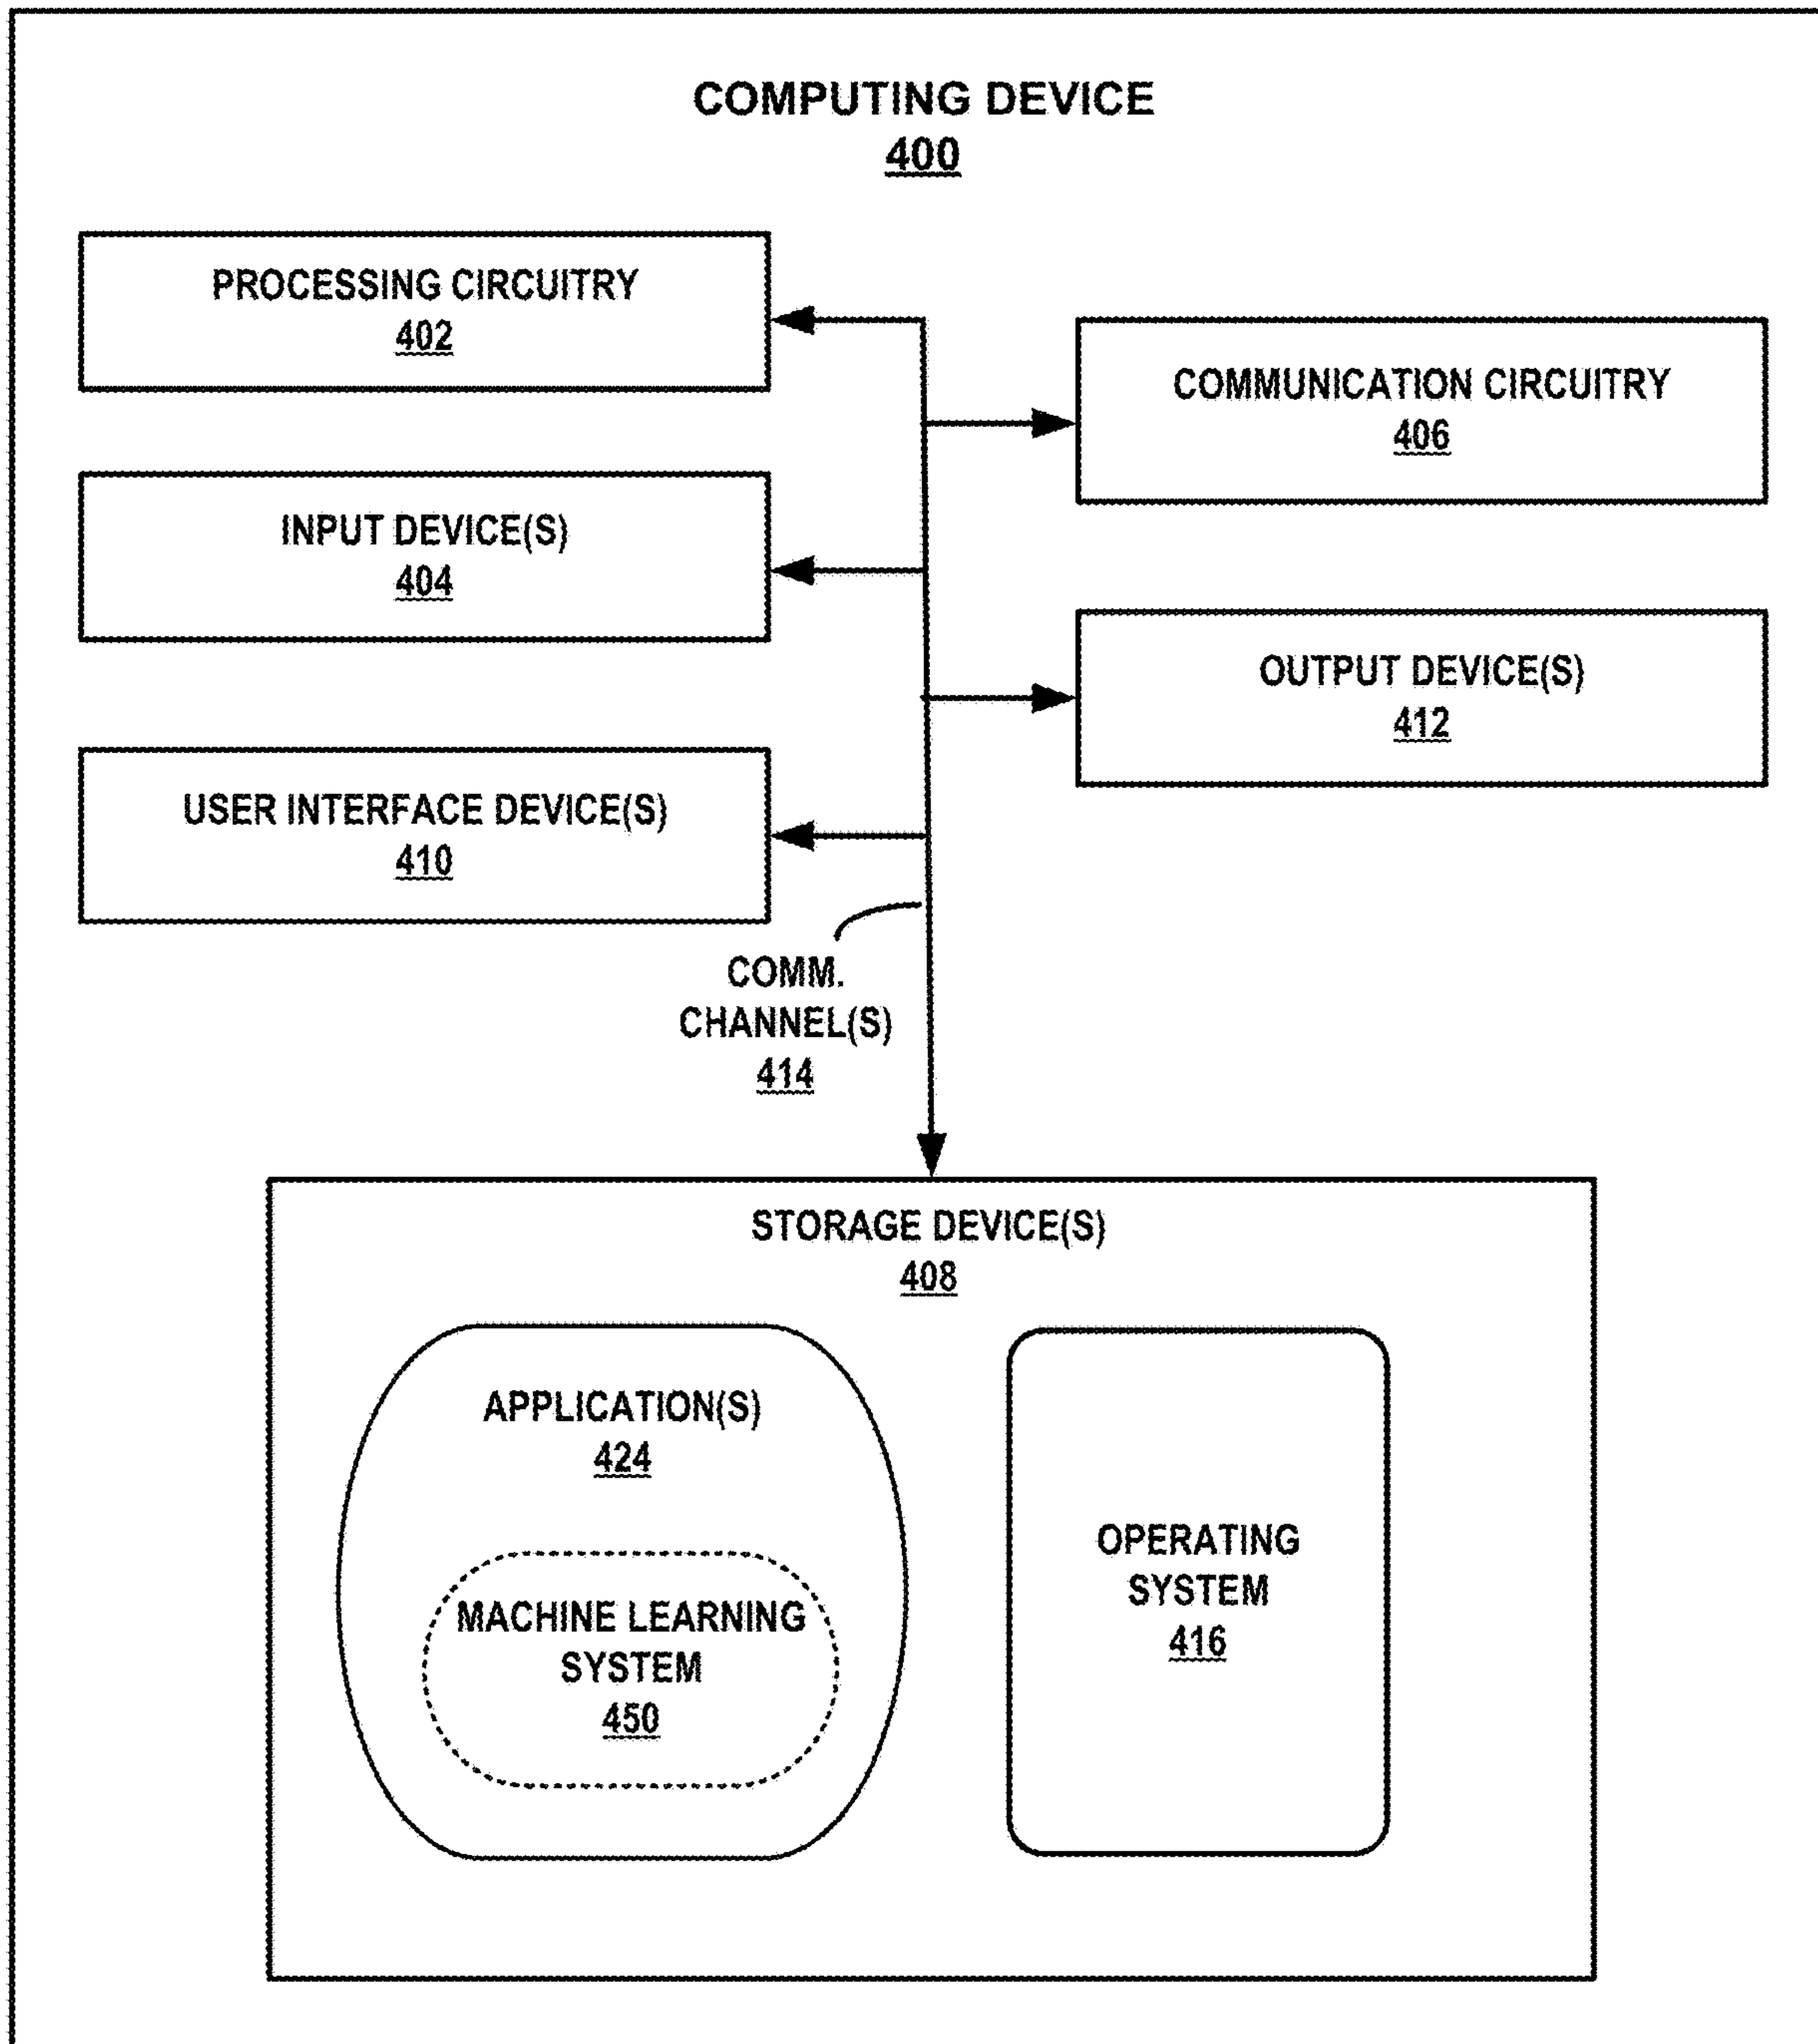 COMPUTING DEVICE
400
PROCESSING CIRCUITRY
402
COMMUNICATION CIRCUITRY
406
INPUT DEVICE(S)
404
OUTPUT DEVICE(S)
412
USER INTERFACE DEVICE(S)
410
COMM.
CHANNEL(S)
414
STORAGE DEVICE(S)
408
APPLICATION(S)
424
MACHINE LEARNING
SYSTEM
450
OPERATING
SYSTEM
416